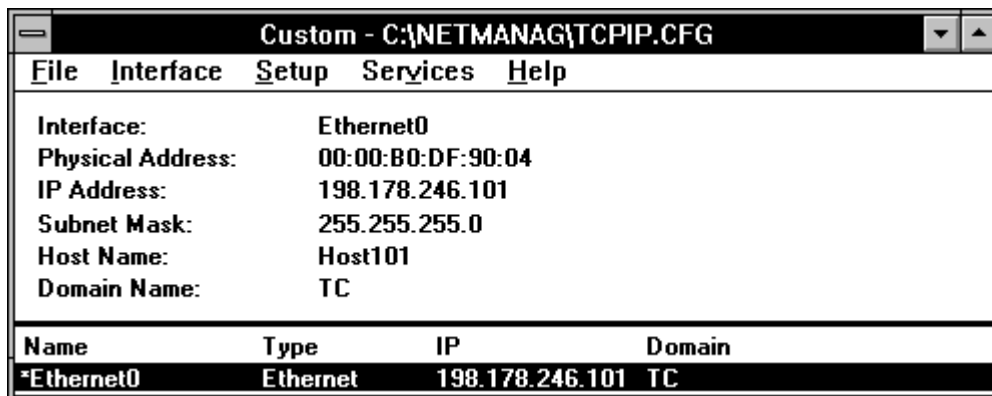 Custom - C:\NETMANAG\TCPIP.CFG
File Interface Setup Services Help
Interface: Ethernet0
Physical Address: 00:00:B0:DF:90:04
IP Address: 198.178.246.101
Subnet Mask: 255.255.255.0
Host Name: Host101
Domain Name: TC
Name Type IP Domain
*Ethernet0 Ethernet 198.178.246.101 TC